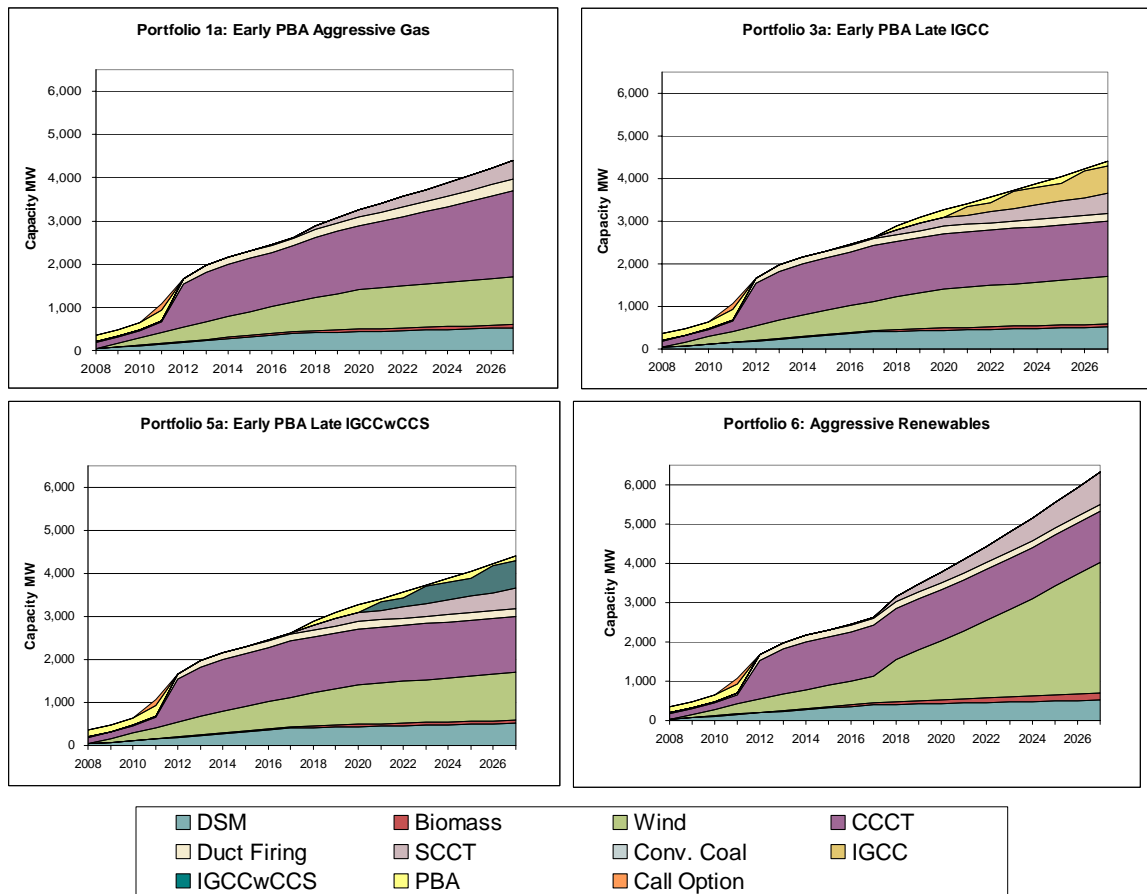 Portfolio 1a: Early PBA Aggressive Gas
Capacity MW
6,000
5,000
4,000
3,000
2,000
1,000
0
2008 2010 2012 2014 2016 2018 2020 2022 2024 2026
Portfolio 3a: Early PBA Late IGCC
Capacity MW
6,000
5,000
4,000
3,000
2,000
1,000
0
2008 2010 2012 2014 2016 2018 2020 2022 2024 2026
Portfolio 5a: Early PBA Late IGCCwCCS
Capacity MW
6,000
5,000
4,000
3,000
2,000
1,000
0
2008 2010 2012 2014 2016 2018 2020 2022 2024 2026
Portfolio 6: Aggressive Renewables
Capacity MW
6,000
5,000
4,000
3,000
2,000
1,000
0
2008 2010 2012 2014 2016 2018 2020 2022 2024 2026
DSM Biomass Wind CCCT
Duct Firing SCCT Conv. Coal IGCC
IGCCwCCS PBA Call Option